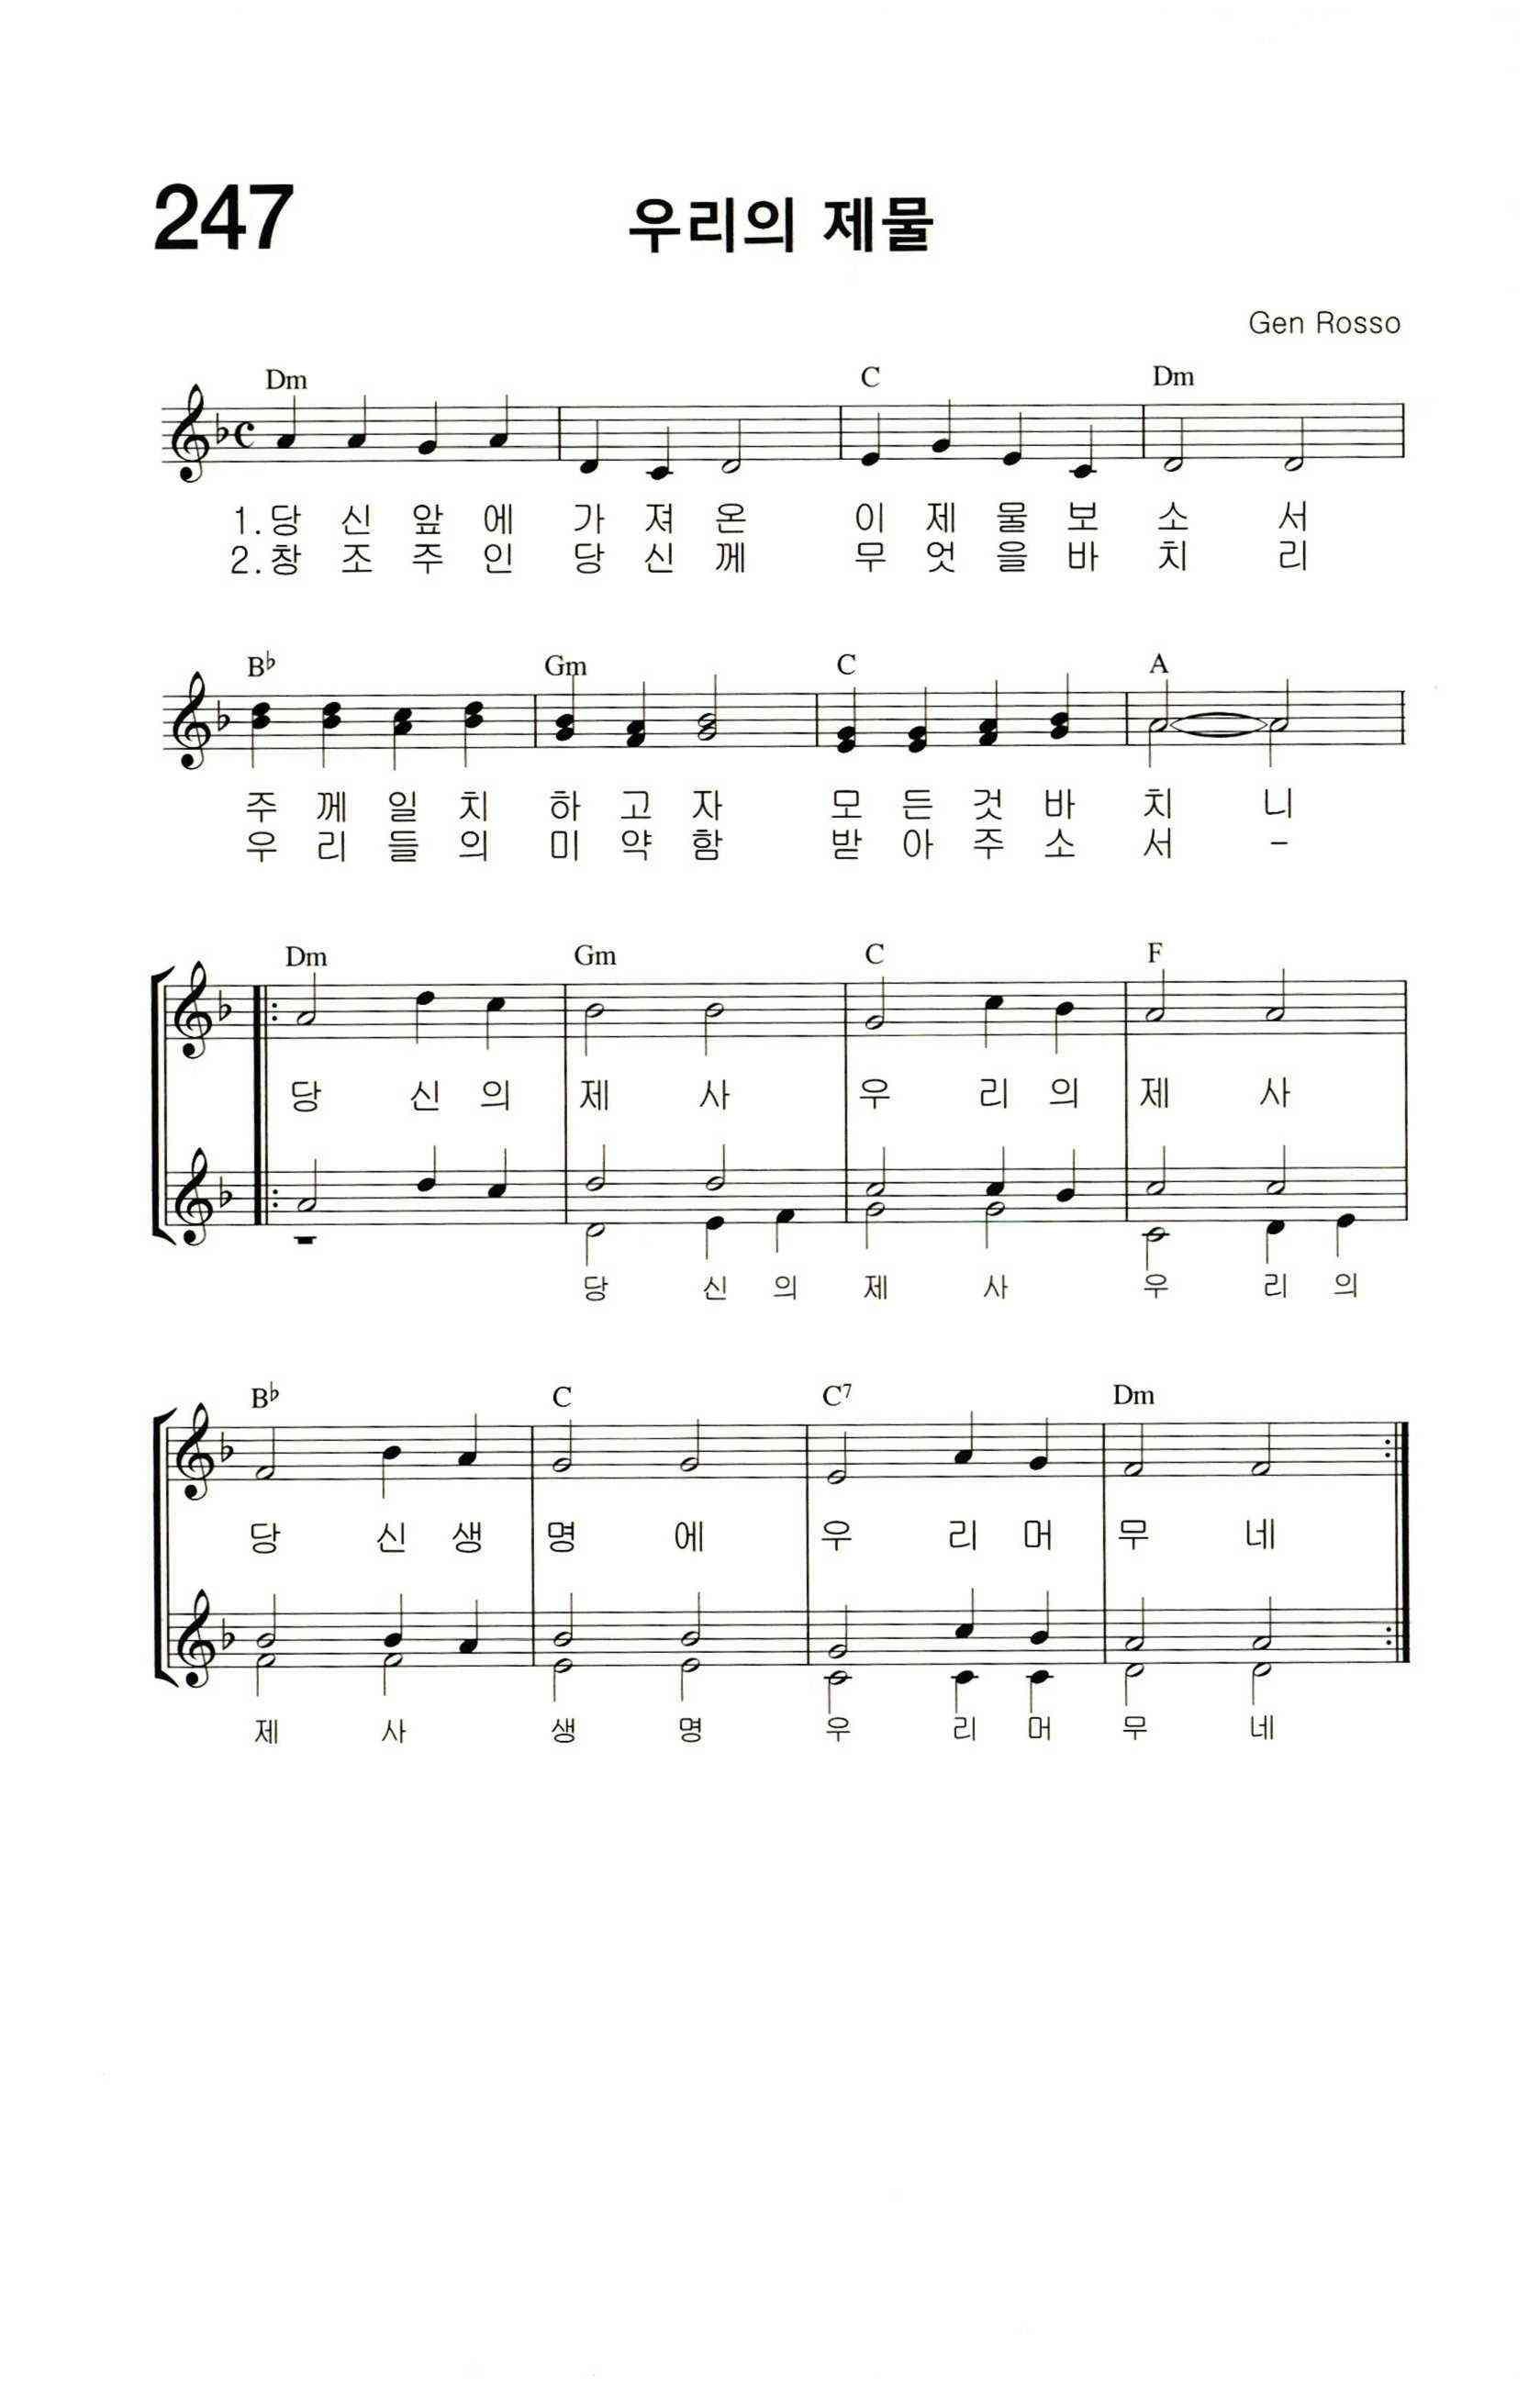 247
우리의 제물
Gen Rosso
Dm C Dm
1.당 신 앞 에 가 져 온 이 제 물 보 소 서
2.창 조 주 인 당 신 께 무 엇 을 바 치 리
B♭ Gm C A
주 께 일 치 하 고 자 모 든 것 바 치 니
우 리 들 의 미 약 함 받 아 주 소 서 -
Dm Gm C F
당 신 의 제 사 우 리 의 제 사
당 신 의 제 사 우 리 의
B♭ C C7 Dm
당 신 생 명 에 우 리 머 무 네
제 사 생 명 우 리 머 무 네